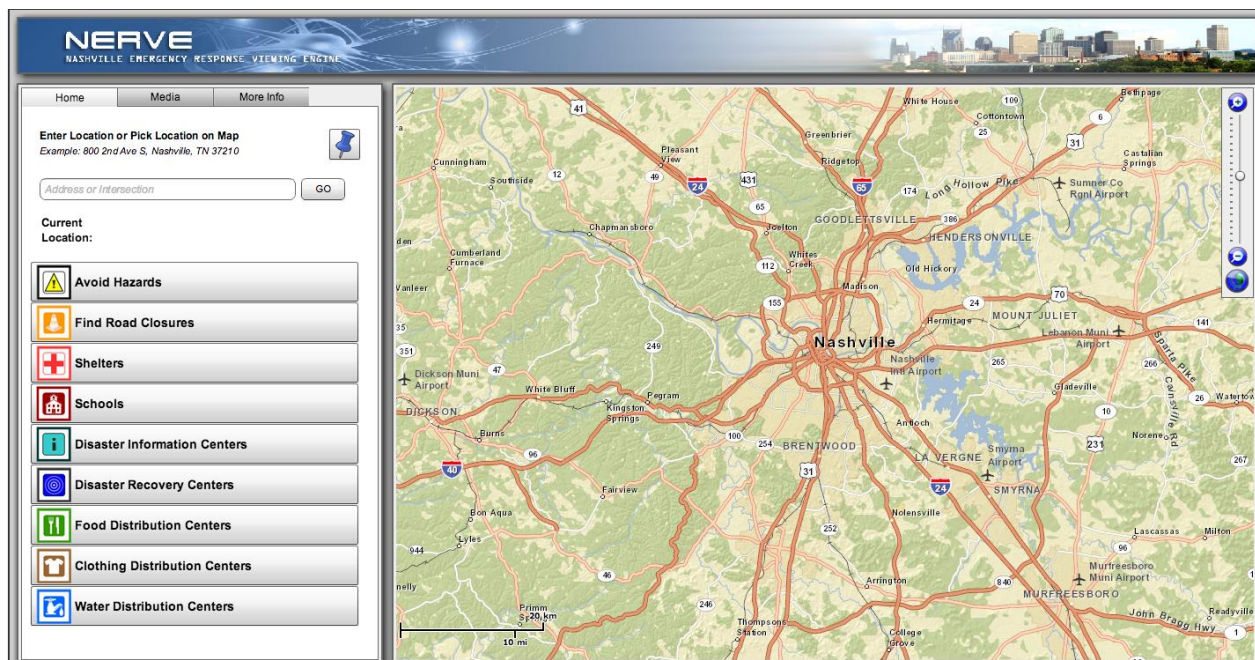 NERVE
NASHVILLE EMERGENCY RESPONSE VIEWING ENGINE
Home Media More Info
Enter Location or Pick Location on Map
Example: 800 2nd Ave S, Nashville, TN 37210
Address or Intersection GO
Current
Location:
Avoid Hazards
Find Road Closures
Shelters
Schools
Disaster Information Centers
Disaster Recovery Centers
Food Distribution Centers
Clothing Distribution Centers
Water Distribution Centers
41
White House
109
Bethpage
6
Cottontown
25
31
Greenbrier
Pleasant
View
Ridgetop
Castalian
Springs
Cunningham
12
49
24
431
65
174
Long Hollow Pike
Sumner Co
Rgnl Airport
Southside
65
GOODLETTSVILLE
386
Chapmansboro
Joelton
HENDERSONVILLE
Cumberland
Furnace
Whites
Creek
112
Old Hickory
Vanleer
Madison
155
24
70
MOUNT JULIET
Hermitage
Lebanon Muni
Airport
141
35
351
249
Nashville
Nashville
Intl Airport
265
266
Sparta Pike
Dickson Muni
Airport
47
White Bluff
Pegram
Gladeville
Cainsville Rd
26
Watertow
DICKSON
Kingston
Springs
10
Burns
100
254
BRENTWOOD
Antioch
231
Norene
96
40
31
LA VERGNE
Smyrna
Airport
267
24
SMYRNA
Fairview
Bon Aqua
Nolensville
252
Lascassas
Milton
Lyles
944
96
46
Murfreesboro
Muni Airport
nelly
Arrington
840
MURFREESBORO
Primm
Spring
246
John Bragg Hwy
Readyville
1
20 km
10 mi
Thompsons
Station
College
Grove